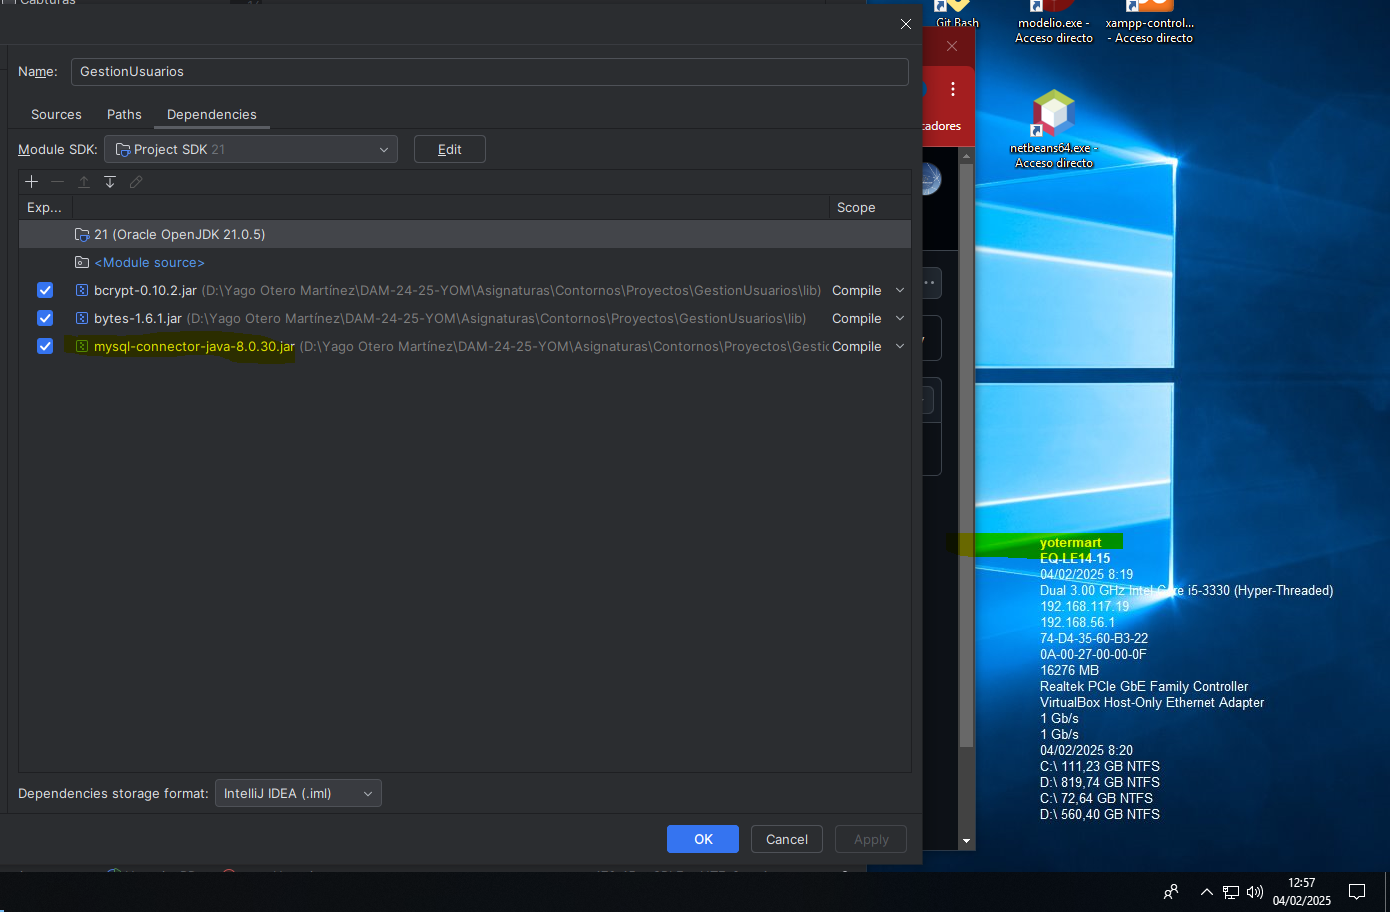 Capturas
Name:
GestionUsuarios
Sources
Paths
Dependencies
Module SDK:
Project SDK 21
Edit
Exp...
Scope
21 (Oracle OpenJDK 21.0.5)
<Module source>
bcrypt-0.10.2.jar (D:\Yago Otero Martínez\DAM-24-25-YOM\Asignaturas\Contornos\Proyectos\GestionUsuarios\lib)
Compile
bytes-1.6.1.jar (D:\Yago Otero Martínez\DAM-24-25-YOM\Asignaturas\Contornos\Proyectos\GestionUsuarios\lib)
Compile
mysql-connector-java-8.0.30.jar (D:\Yago Otero Martínez\DAM-24-25-YOM\Asignaturas\Contornos\Proyectos\Gestio
Compile
Dependencies storage format:
IntelliJ IDEA (.iml)
OK
Cancel
Apply
Git Bash
modelio.exe -
Acceso directo
xampp-control...
- Acceso directo
cadores
netbeans64.exe -
Acceso directo
yotermart
EQ-LE14-15
04/02/2025 8:19
Dual 3.00 GHz Intel Core i5-3330 (Hyper-Threaded)
192.168.117.19
192.168.56.1
74-D4-35-60-B3-22
0A-00-27-00-00-0F
16276 MB
Realtek PCIe GbE Family Controller
VirtualBox Host-Only Ethernet Adapter
1 Gb/s
1 Gb/s
04/02/2025 8:20
C:\ 111,23 GB NTFS
D:\ 819,74 GB NTFS
C:\ 72,64 GB NTFS
D:\ 560,40 GB NTFS
12:57
04/02/2025